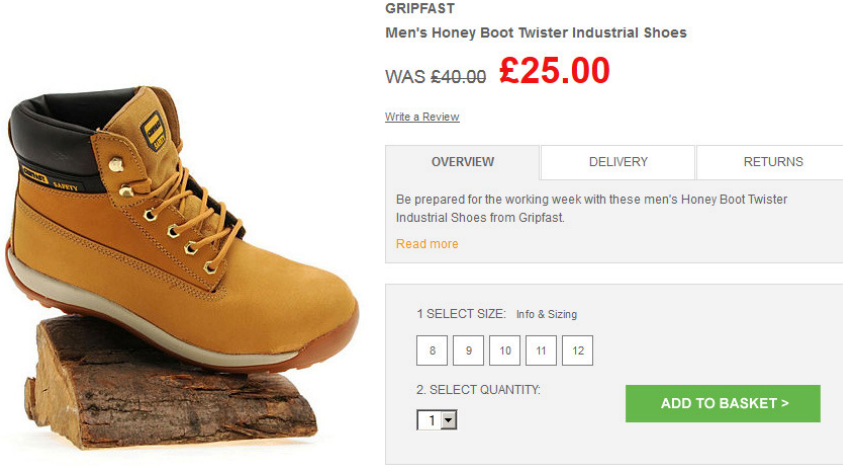 GRIPFAST
Men's Honey Boot Twister Industrial Shoes
WAS £40.00 £25.00
Write a Review
OVERVIEW DELIVERY RETURNS
Be prepared for the working week with these men's Honey Boot Twister
Industrial Shoes from Gripfast.
Read more
1 SELECT SIZE: Info & Sizing
8 9 10 11 12
2. SELECT QUANTITY:
1
ADD TO BASKET >
SAFETY